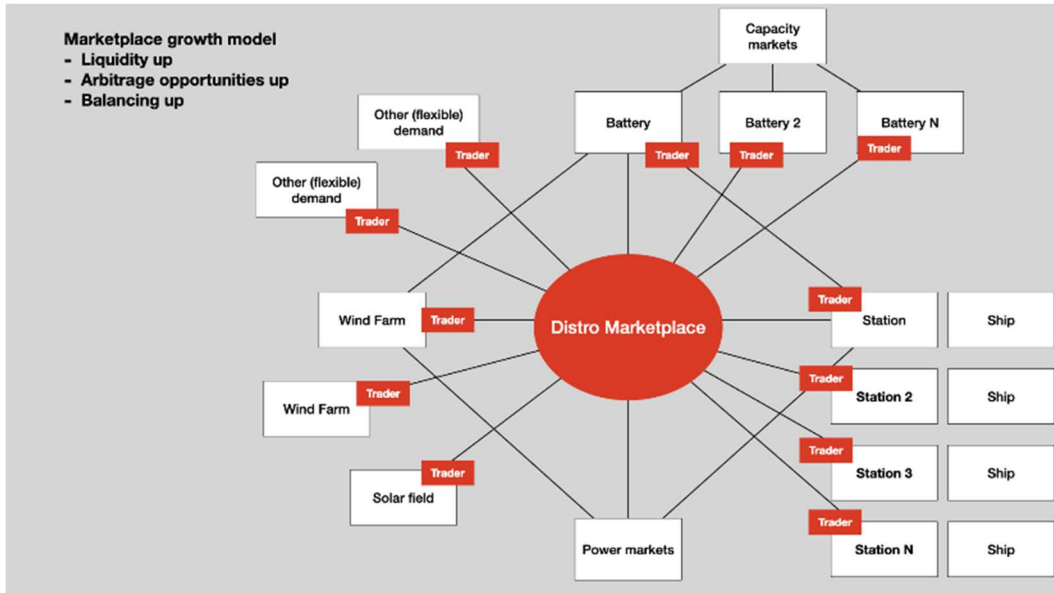 Marketplace growth model
- Liquidity up
- Arbitrage opportunities up
- Balancing up
Capacity
markets
Other (flexible)
demand
Trader
Battery
Trader
Battery 2
Trader
Battery N
Trader
Other (flexible)
demand
Trader
Wind Farm
Trader
Distro Marketplace
Trader
Station
Ship
Wind Farm
Trader
Trader
Station 2
Ship
Solar field
Trader
Trader
Station 3
Ship
Power markets
Trader
Station N
Ship